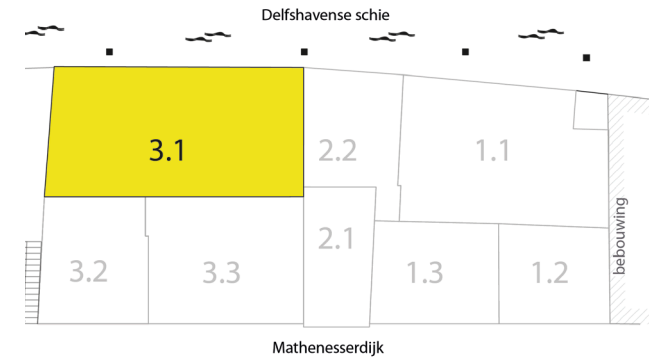 Delfshavense schie
3.1
2.2
1.1
2.1
3.2
3.3
1.3
1.2
bebouwing
Mathenesserdijk